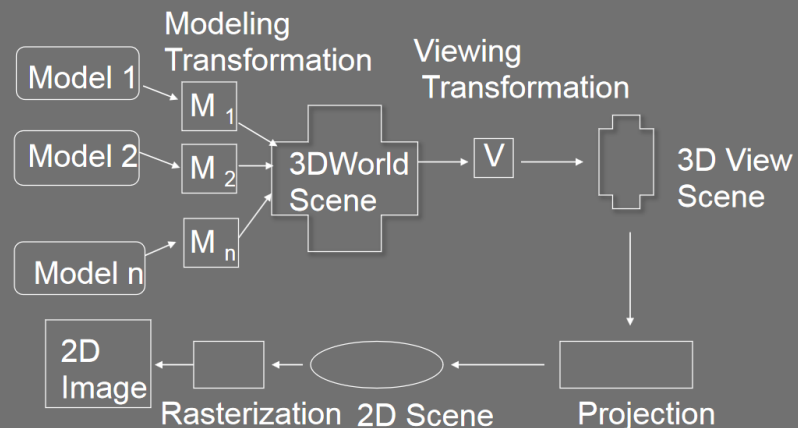 Modeling
Transformation
Viewing
Transformation
Model 1
M 1
Model 2
M 2
3DWorld
Scene
V
3D View
Scene
Model n
M n
2D
Image
Rasterization
2D Scene
Projection